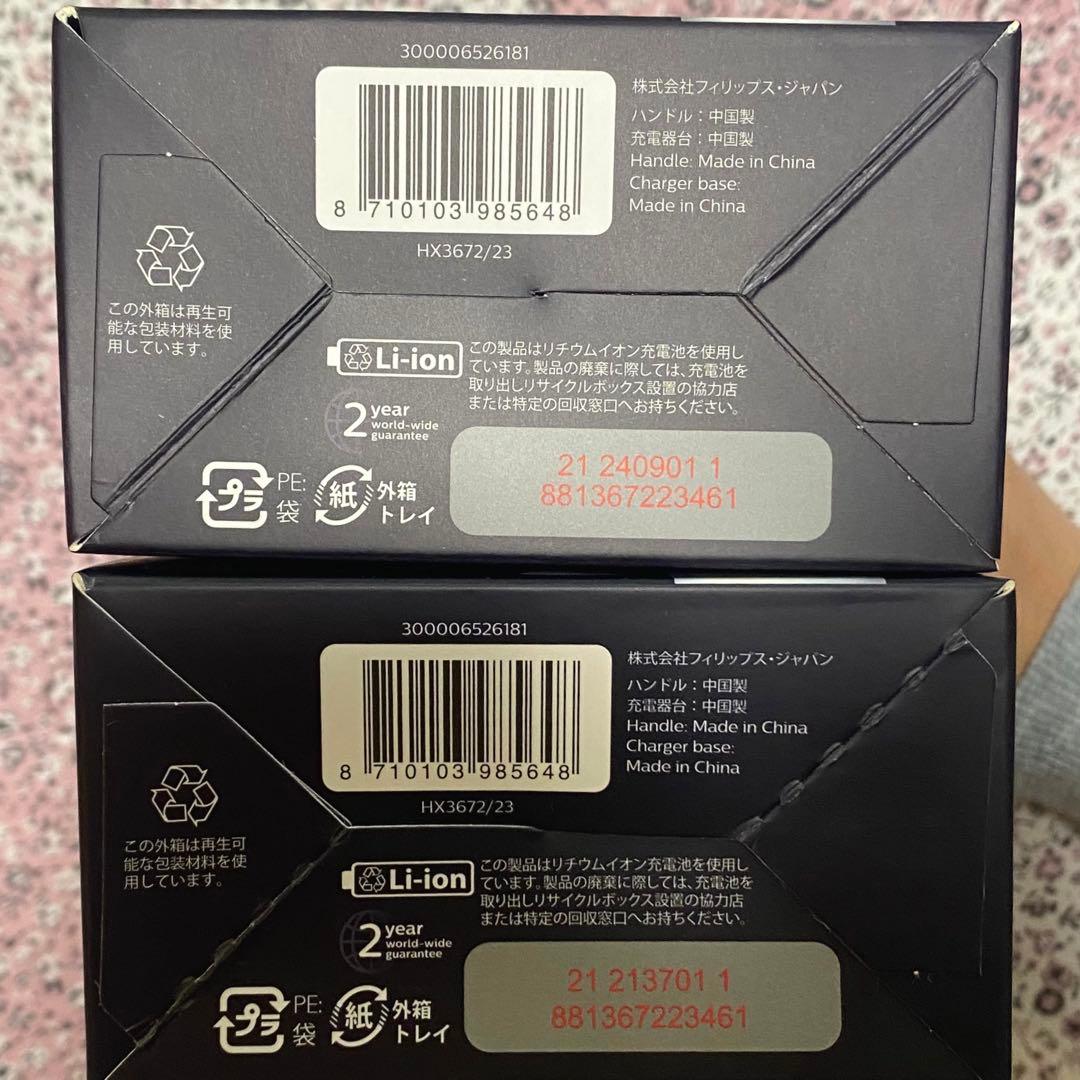 300006526181
8 710103 985648
HX3672/23
株式会社フィリップス・ジャパン
ハンドル：中国製
充電器台：中国製
Handle: Made in China
Charger base:
Made in China
この外箱は再生可
能な包装材料を使
用しています。
Li-ion
この製品はリチウムイオン充電池を使用し
ています。製品の廃棄に際しては、充電池を
取り出しリサイクルボックス設置の協力店
または特定の回収窓口へお持ちください。
2 year
world-wide
guarantee
プラ
PE:
袋
紙
外箱
トレイ
21 240901 1
881367223461
300006526181
8 710103 985648
HX3672/23
株式会社フィリップス・ジャパン
ハンドル：中国製
充電器台：中国製
Handle: Made in China
Charger base:
Made in China
この外箱は再生可
能な包装材料を使
用しています。
Li-ion
この製品はリチウムイオン充電池を使用し
ています。製品の廃棄に際しては、充電池を
取り出しリサイクルボックス設置の協力店
または特定の回収窓口へお持ちください。
2 year
world-wide
guarantee
プラ
PE:
袋
紙
外箱
トレイ
21 213701 1
881367223461